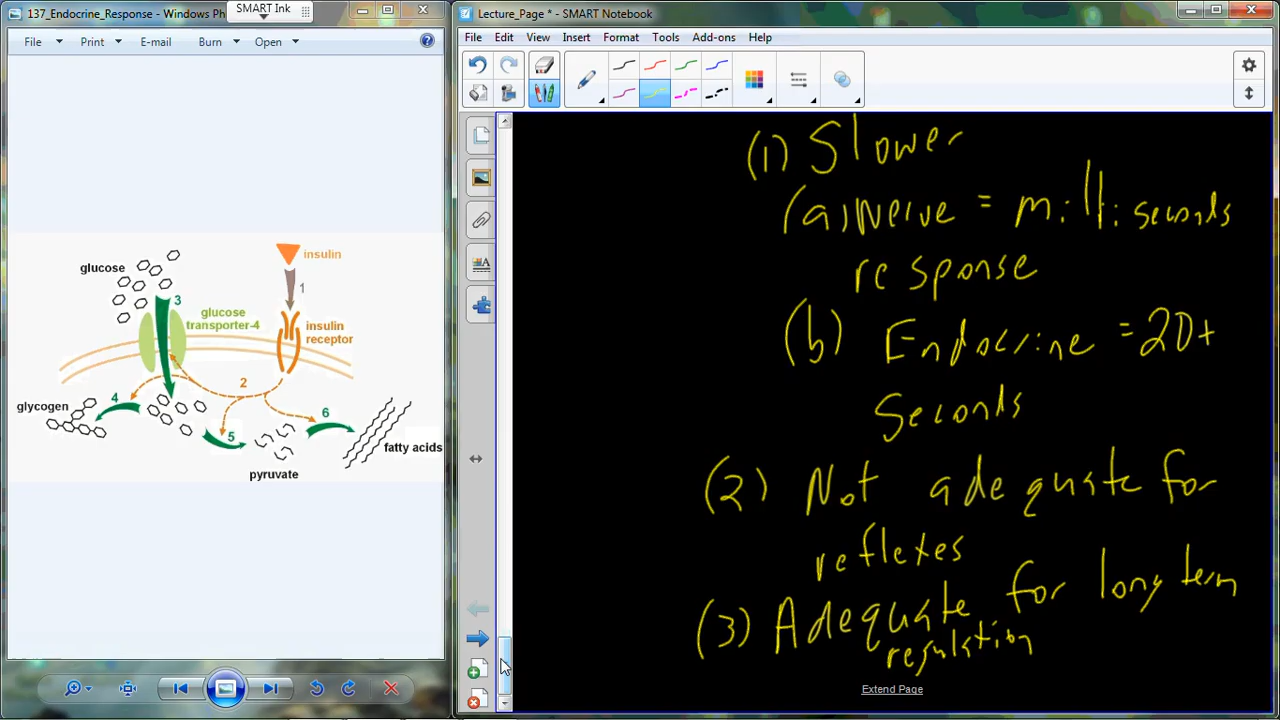 137_Endocrine_Response - Windows Ph
SMART Ink
File Print E-mail Burn Open
glucose
insulin
1
3
glucose
transporter-4
insulin
receptor
2
glycogen
4
5
6
fatty acids
pyruvate
Lecture_Page * - SMART Notebook
File Edit View Insert Format Tools Add-ons Help
(1) Slower
(a) Nerve = milliseconds
response
(b) Endocrine = 20+
Seconds
(2) Not adequate for
reflexes
(3) Adequate for long term
regulation
Extend Page